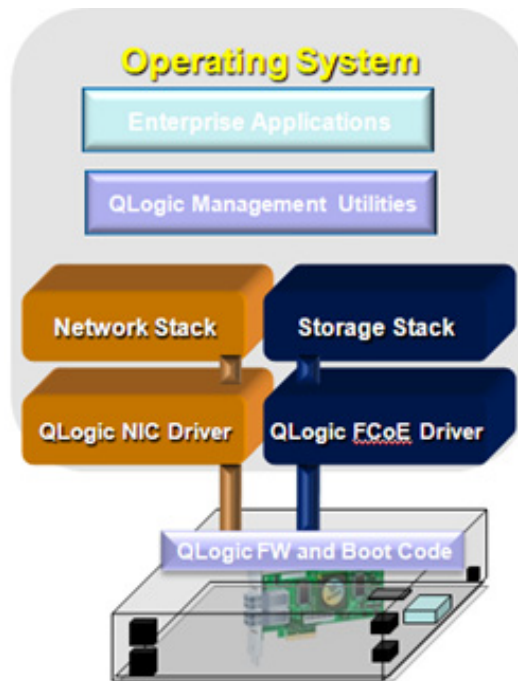 Operating System
Enterprise Applications
QLogic Management Utilities
Network Stack
Storage Stack
QLogic NIC Driver
QLogic FCoE Driver
QLogic FW and Boot Code